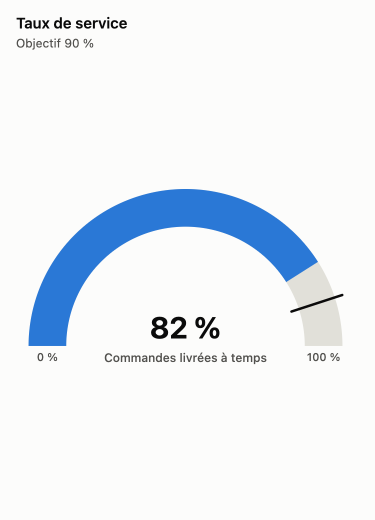 Taux de service
Objectif 90 %
82 %
0 %
Commandes livrées à temps
100 %